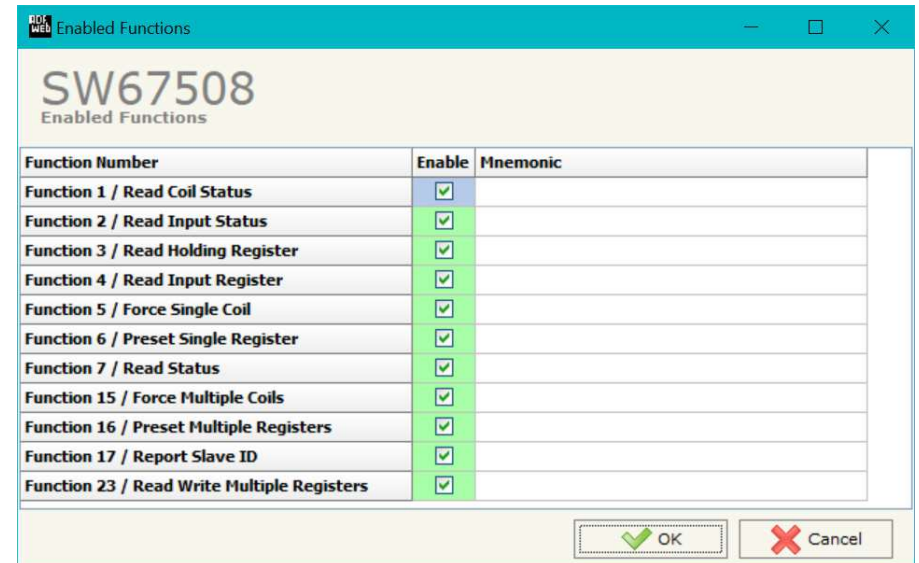 ADF
WEB Enabled Functions
SW67508
Enabled Functions
Function Number Enable Mnemonic
Function 1 / Read Coil Status
Function 2 / Read Input Status
Function 3 / Read Holding Register
Function 4 / Read Input Register
Function 5 / Force Single Coil
Function 6 / Preset Single Register
Function 7 / Read Status
Function 15 / Force Multiple Coils
Function 16 / Preset Multiple Registers
Function 17 / Report Slave ID
Function 23 / Read Write Multiple Registers
OK Cancel